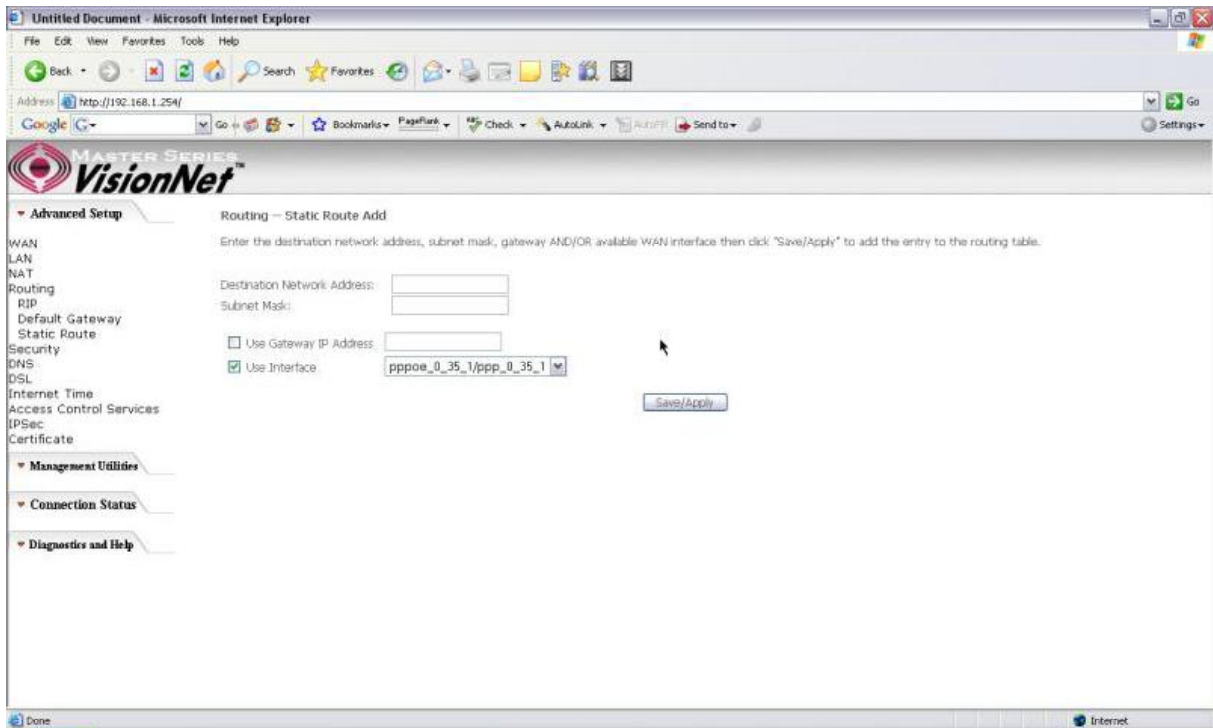 Untitled Document - Microsoft Internet Explorer
File Edit View Favorites Tools Help
Back Search Favorites
Address http://192.168.1.254/ Go
Google G Go Bookmarks PageRank Check AutoLink AutoFill Send to Settings
MASTER SERIES
VisionNet™
Advanced Setup
WAN
LAN
NAT
Routing
RIP
Default Gateway
Static Route
Security
DNS
DSL
Internet Time
Access Control Services
IPSec
Certificate
Management Utilities
Connection Status
Diagnostics and Help
Routing -- Static Route Add
Enter the destination network address, subnet mask, gateway AND/OR available WAN interface then click "Save/Apply" to add the entry to the routing table.
Destination Network Address:
Subnet Mask:
Use Gateway IP Address
Use Interface pppoe_0_35_1/ppp_0_35_1
Save/Apply
Done Internet